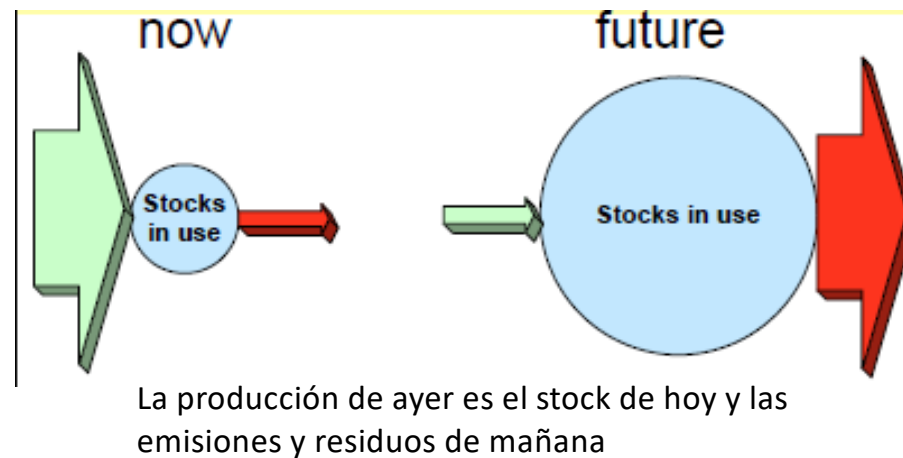 now
future
Stocks
in use
Stocks in use
La producción de ayer es el stock de hoy y las
emisiones y residuos de mañana